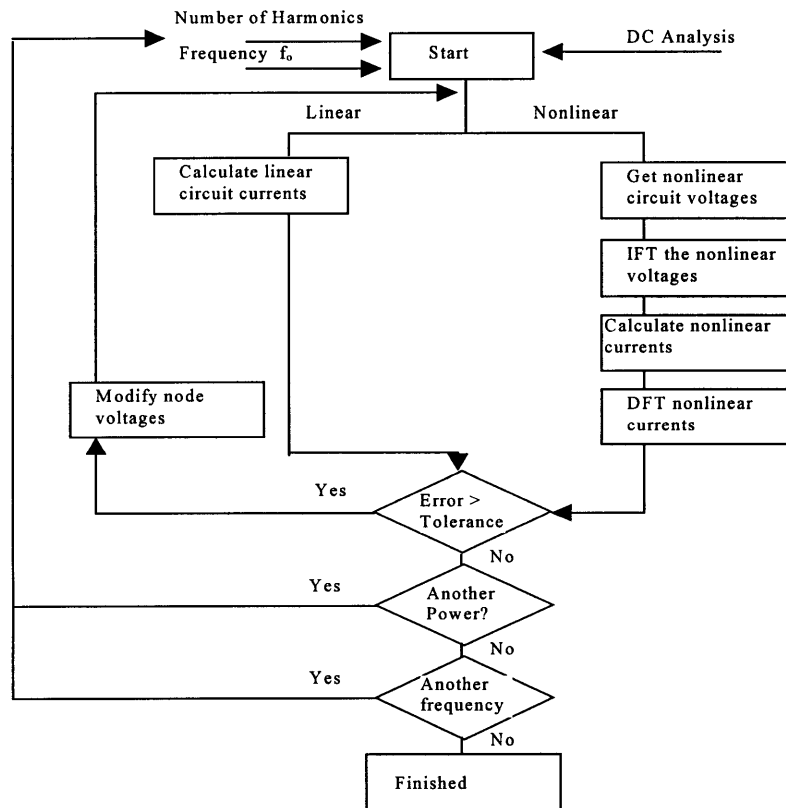 Number of Harmonics
Frequency fo
Start
DC Analysis
Linear
Nonlinear
Calculate linear
circuit currents
Get nonlinear
circuit voltages
IFT the nonlinear
voltages
Calculate nonlinear
currents
DFT nonlinear
currents
Modify node
voltages
Yes
Error >
Tolerance
No
Yes
Another
Power?
No
Yes
Another
frequency
No
Finished